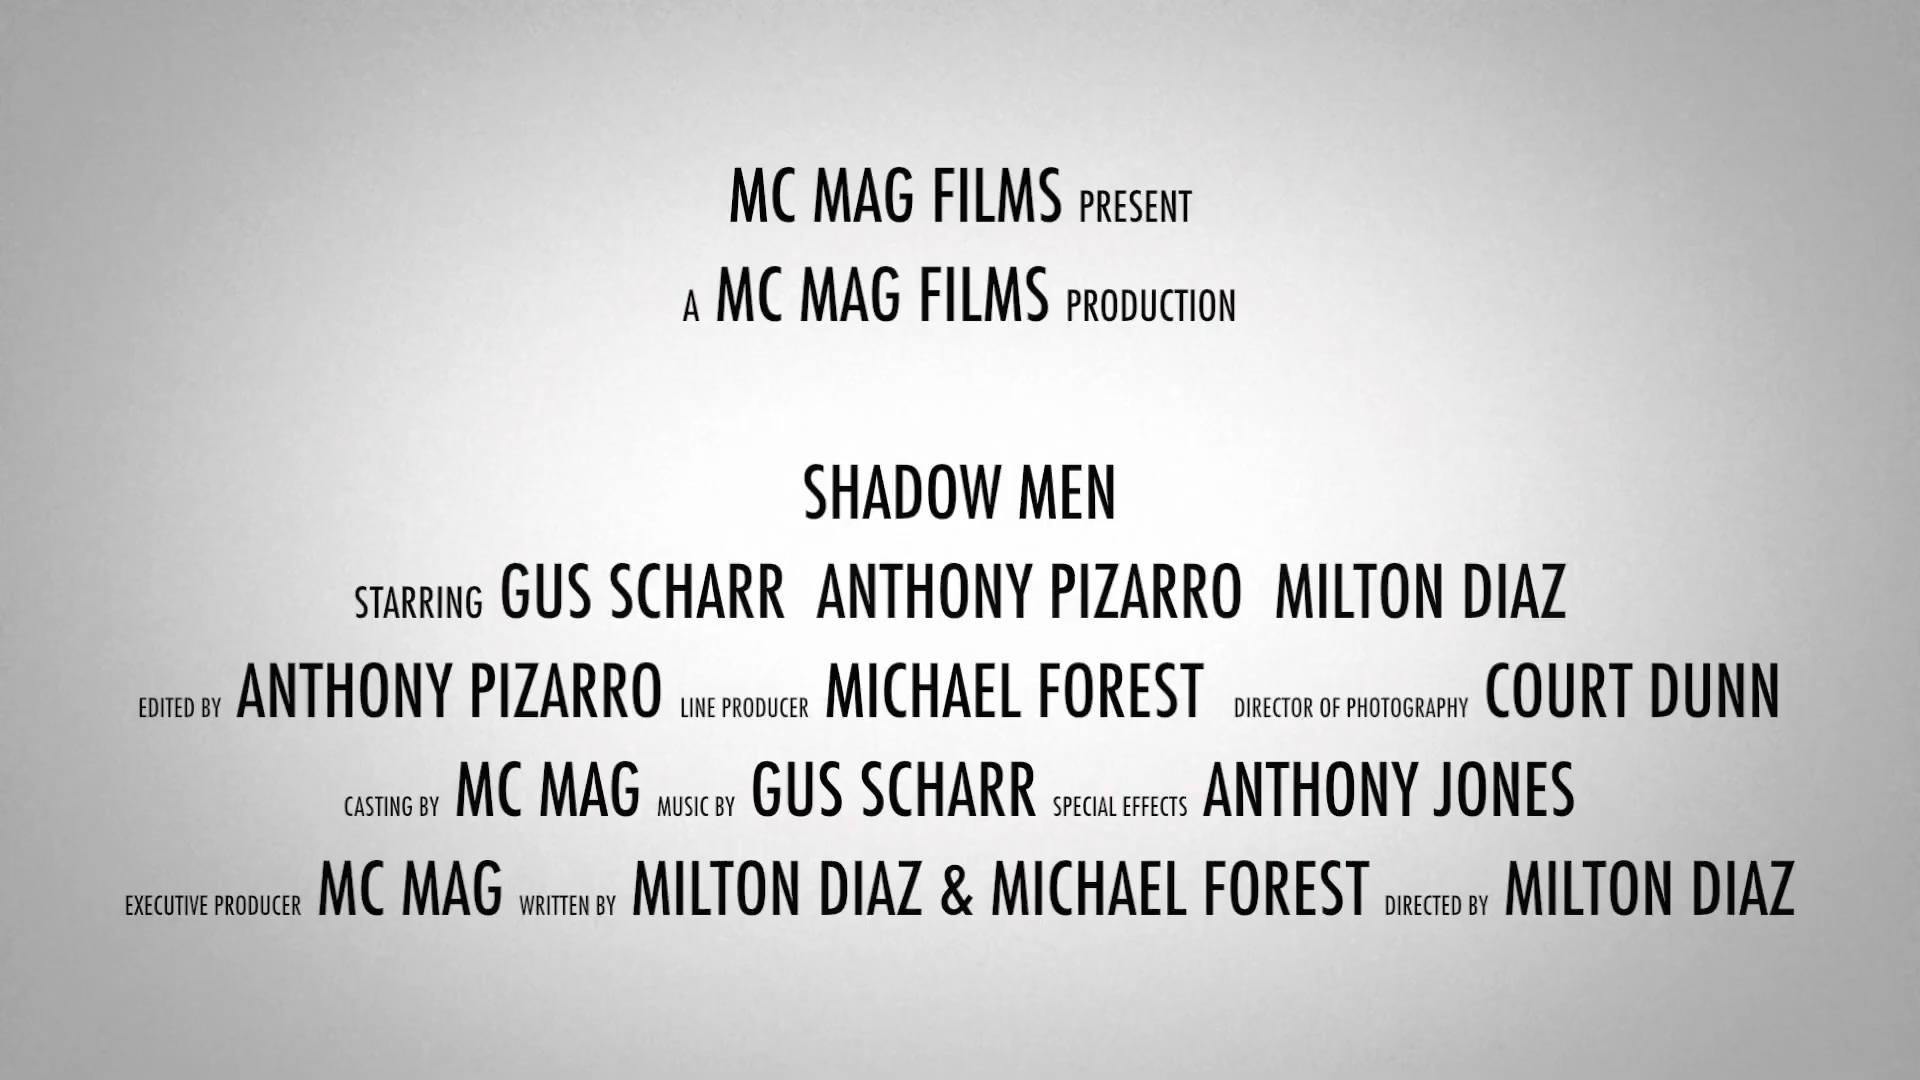 MC MAG FILMS PRESENT
A MC MAG FILMS PRODUCTION
SHADOW MEN
STARRING GUS SCHARR ANTHONY PIZARRO MILTON DIAZ
EDITED BY ANTHONY PIZARRO LINE PRODUCER MICHAEL FOREST DIRECTOR OF PHOTOGRAPHY COURT DUNN
CASTING BY MC MAG MUSIC BY GUS SCHARR SPECIAL EFFECTS ANTHONY JONES
EXECUTIVE PRODUCER MC MAG WRITTEN BY MILTON DIAZ & MICHAEL FOREST DIRECTED BY MILTON DIAZ